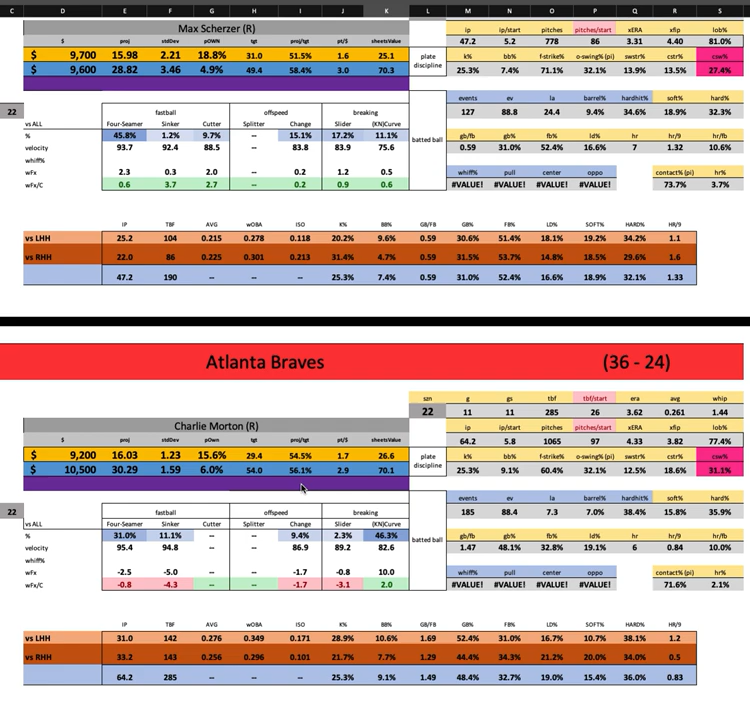 C D E F G H I J K L M N O P Q R S
Max Scherzer (R) ip ip/start pitches pitches/start xERA xfip lob%
$ proj stdDev pOWN tgt proj/tgt pt/$ sheetsValue 47.2 5.2 778 86 3.31 4.40 81.0%
$ 9,700 15.98 2.21 18.8% 31.0 51.5% 1.6 25.1 plate discipline k% bb% f-strike% o-swing% (pi) swstr% cstr% csw%
$ 9,600 28.82 3.46 4.9% 49.4 58.4% 3.0 70.3 25.3% 7.4% 71.1% 32.1% 13.9% 13.5% 27.4%
events ev la barrel% hardhit% soft% hard%
22 fastball offspeed breaking 127 88.8 24.4 9.4% 34.6% 18.9% 32.3%
vs ALL Four-Seamer Sinker Cutter Splitter Change Slider (KN)Curve batted ball
% 45.8% 1.2% 9.7% -- 15.1% 17.2% 11.1% gb/fb gb% fb% ld% hr hr/9 hr/fb%
velocity 93.7 92.4 88.5 -- 83.8 83.9 75.6 0.59 31.0% 52.4% 16.6% 7 1.32 10.6%
whiff%
wFx 2.3 0.3 2.0 -- 0.2 1.2 0.5 whiff% pull center oppo contact% (pi) hr%
wFx/C 0.6 3.7 2.7 -- 0.2 0.9 0.6 #VALUE! #VALUE! #VALUE! #VALUE! 73.7% 3.7%
IP TBF AVG wOBA ISO K% BB% GB/FB GB% FB% LD% SOFT% HARD% HR/9
vs LHH 25.2 104 0.215 0.278 0.118 20.2% 9.6% 0.59 30.6% 51.4% 18.1% 19.2% 34.2% 1.1
vs RHH 22.0 86 0.225 0.301 0.213 31.4% 4.7% 0.59 31.5% 53.7% 14.8% 18.5% 29.6% 1.6
47.2 190 -- -- -- 25.3% 7.4% 0.59 31.0% 52.4% 16.6% 18.9% 32.1% 1.33
Atlanta Braves (36 - 24)
szn g gs tbf tbf/start era avg whip
22 11 11 285 26 3.62 0.261 1.44
Charlie Morton (R) ip ip/start pitches pitches/start xERA xfip lob%
$ proj stdDev pOwn tgt proj/tgt pt/$ sheetsValue 64.2 5.8 1065 97 4.33 3.82 77.4%
$ 9,200 16.03 1.23 15.6% 29.4 54.5% 1.7 26.6 plate discipline k% bb% f-strike% o-swing% (pi) swstr% cstr% csw%
$ 10,500 30.29 1.59 6.0% 54.0 56.1% 2.9 70.1 25.3% 9.1% 60.4% 32.1% 12.5% 18.6% 31.1%
events ev la barrel% hardhit% soft% hard%
22 fastball offspeed breaking 185 88.4 7.3 7.0% 38.4% 15.8% 35.9%
vs ALL Four-Seamer Sinker Cutter Splitter Change Slider (KN)Curve batted ball
% 31.0% 11.1% -- -- 9.4% 2.3% 46.3% gb/fb gb% fb% ld% hr hr/9 hr/fb%
velocity 95.4 94.8 -- -- 86.9 89.2 82.6 1.47 48.1% 32.8% 19.1% 6 0.84 10.0%
whiff%
wFx -2.5 -5.0 -- -- -1.7 -0.8 10.0 whiff% pull center oppo contact% (pi) hr%
wFx/C -0.8 -4.3 -- -- -1.7 -3.1 2.0 #VALUE! #VALUE! #VALUE! #VALUE! 71.6% 2.1%
IP TBF AVG wOBA ISO K% BB% GB/FB GB% FB% LD% SOFT% HARD% HR/9
vs LHH 31.0 142 0.276 0.349 0.171 28.9% 10.6% 1.69 52.4% 31.0% 16.7% 10.7% 38.1% 1.2
vs RHH 33.2 143 0.256 0.296 0.101 21.7% 7.7% 1.29 44.4% 34.3% 21.2% 20.0% 34.0% 0.5
64.2 285 -- -- -- 25.3% 9.1% 1.49 48.4% 32.7% 19.0% 15.4% 36.0% 0.83